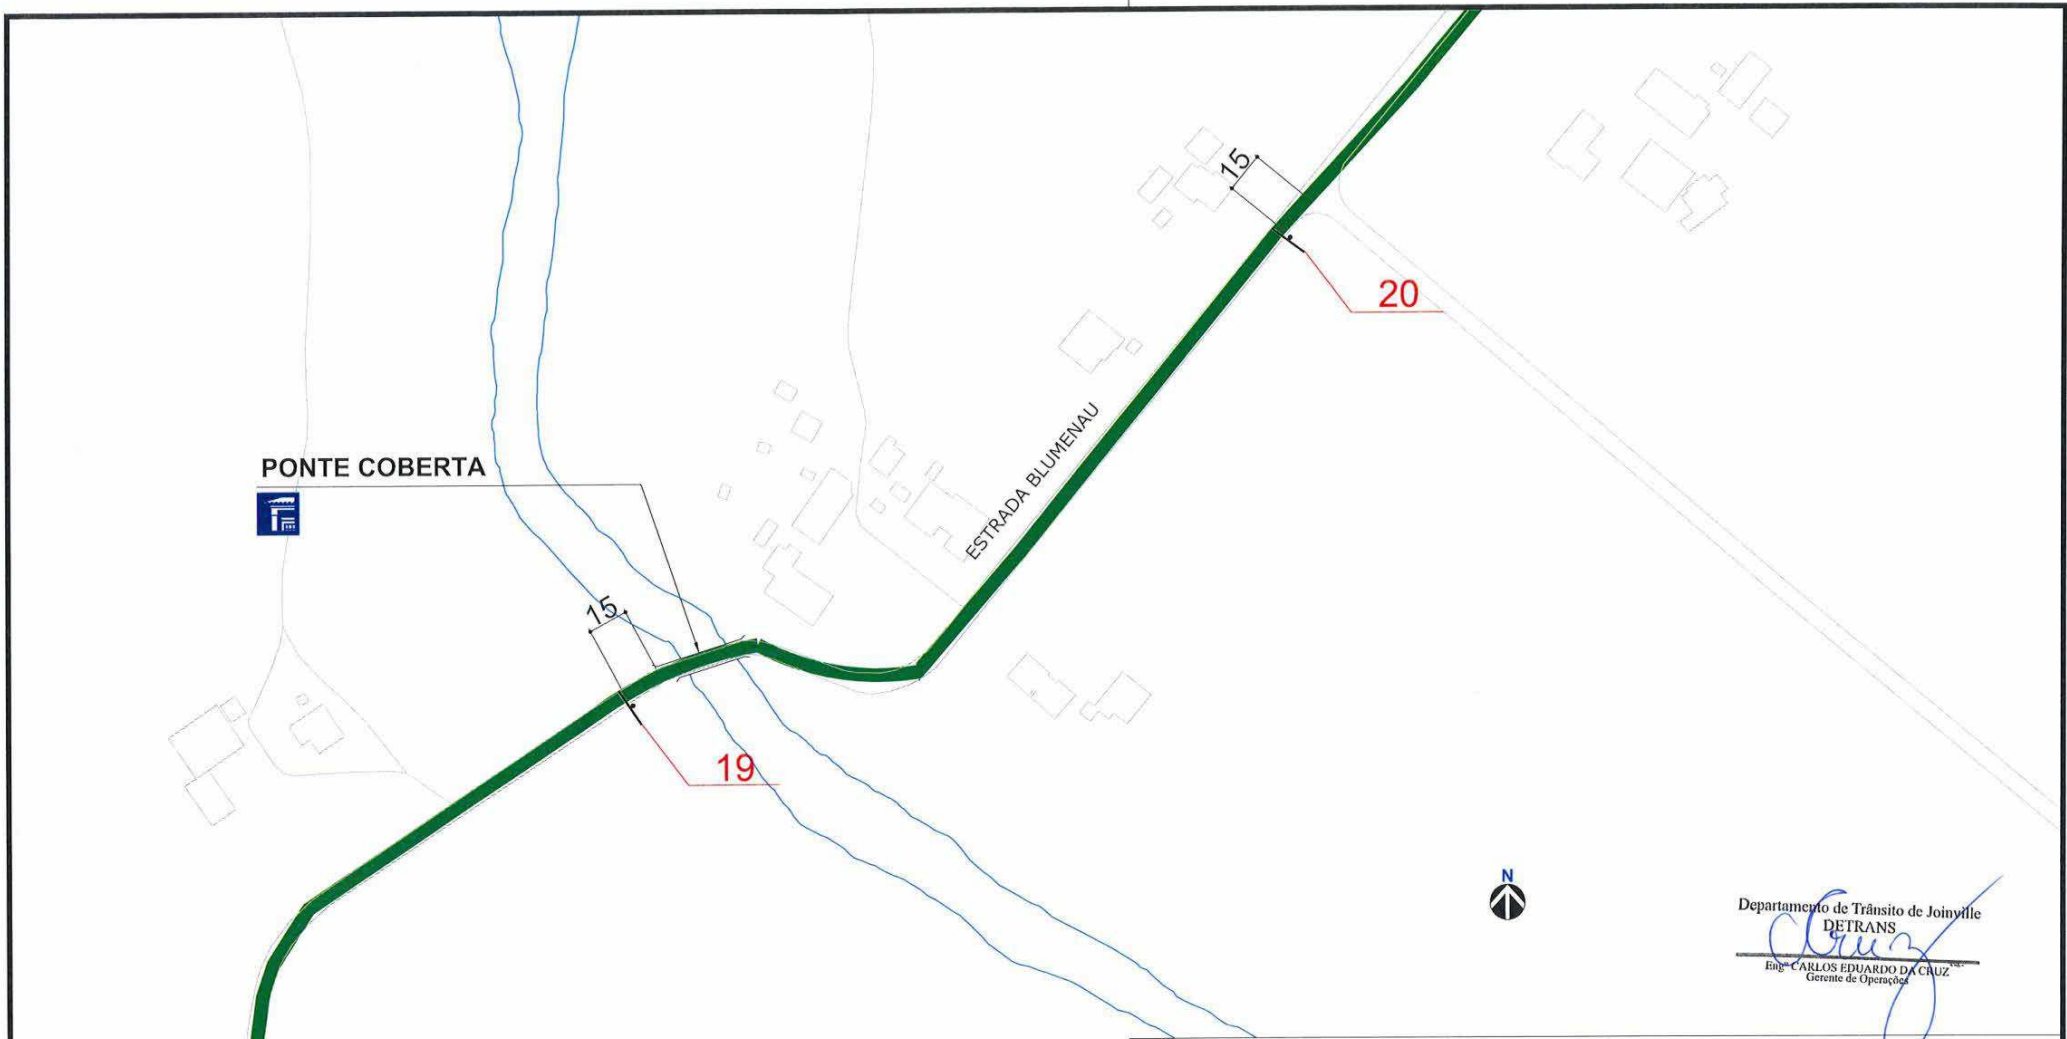 15
20
ESTRADA BLUMENAU
PONTE COBERTA
15
19
N
Departamento de Trânsito de Joinville
DETRANS
Cruz
Engº CARLOS EDUARDO DA CRUZ
Gerente de Operações